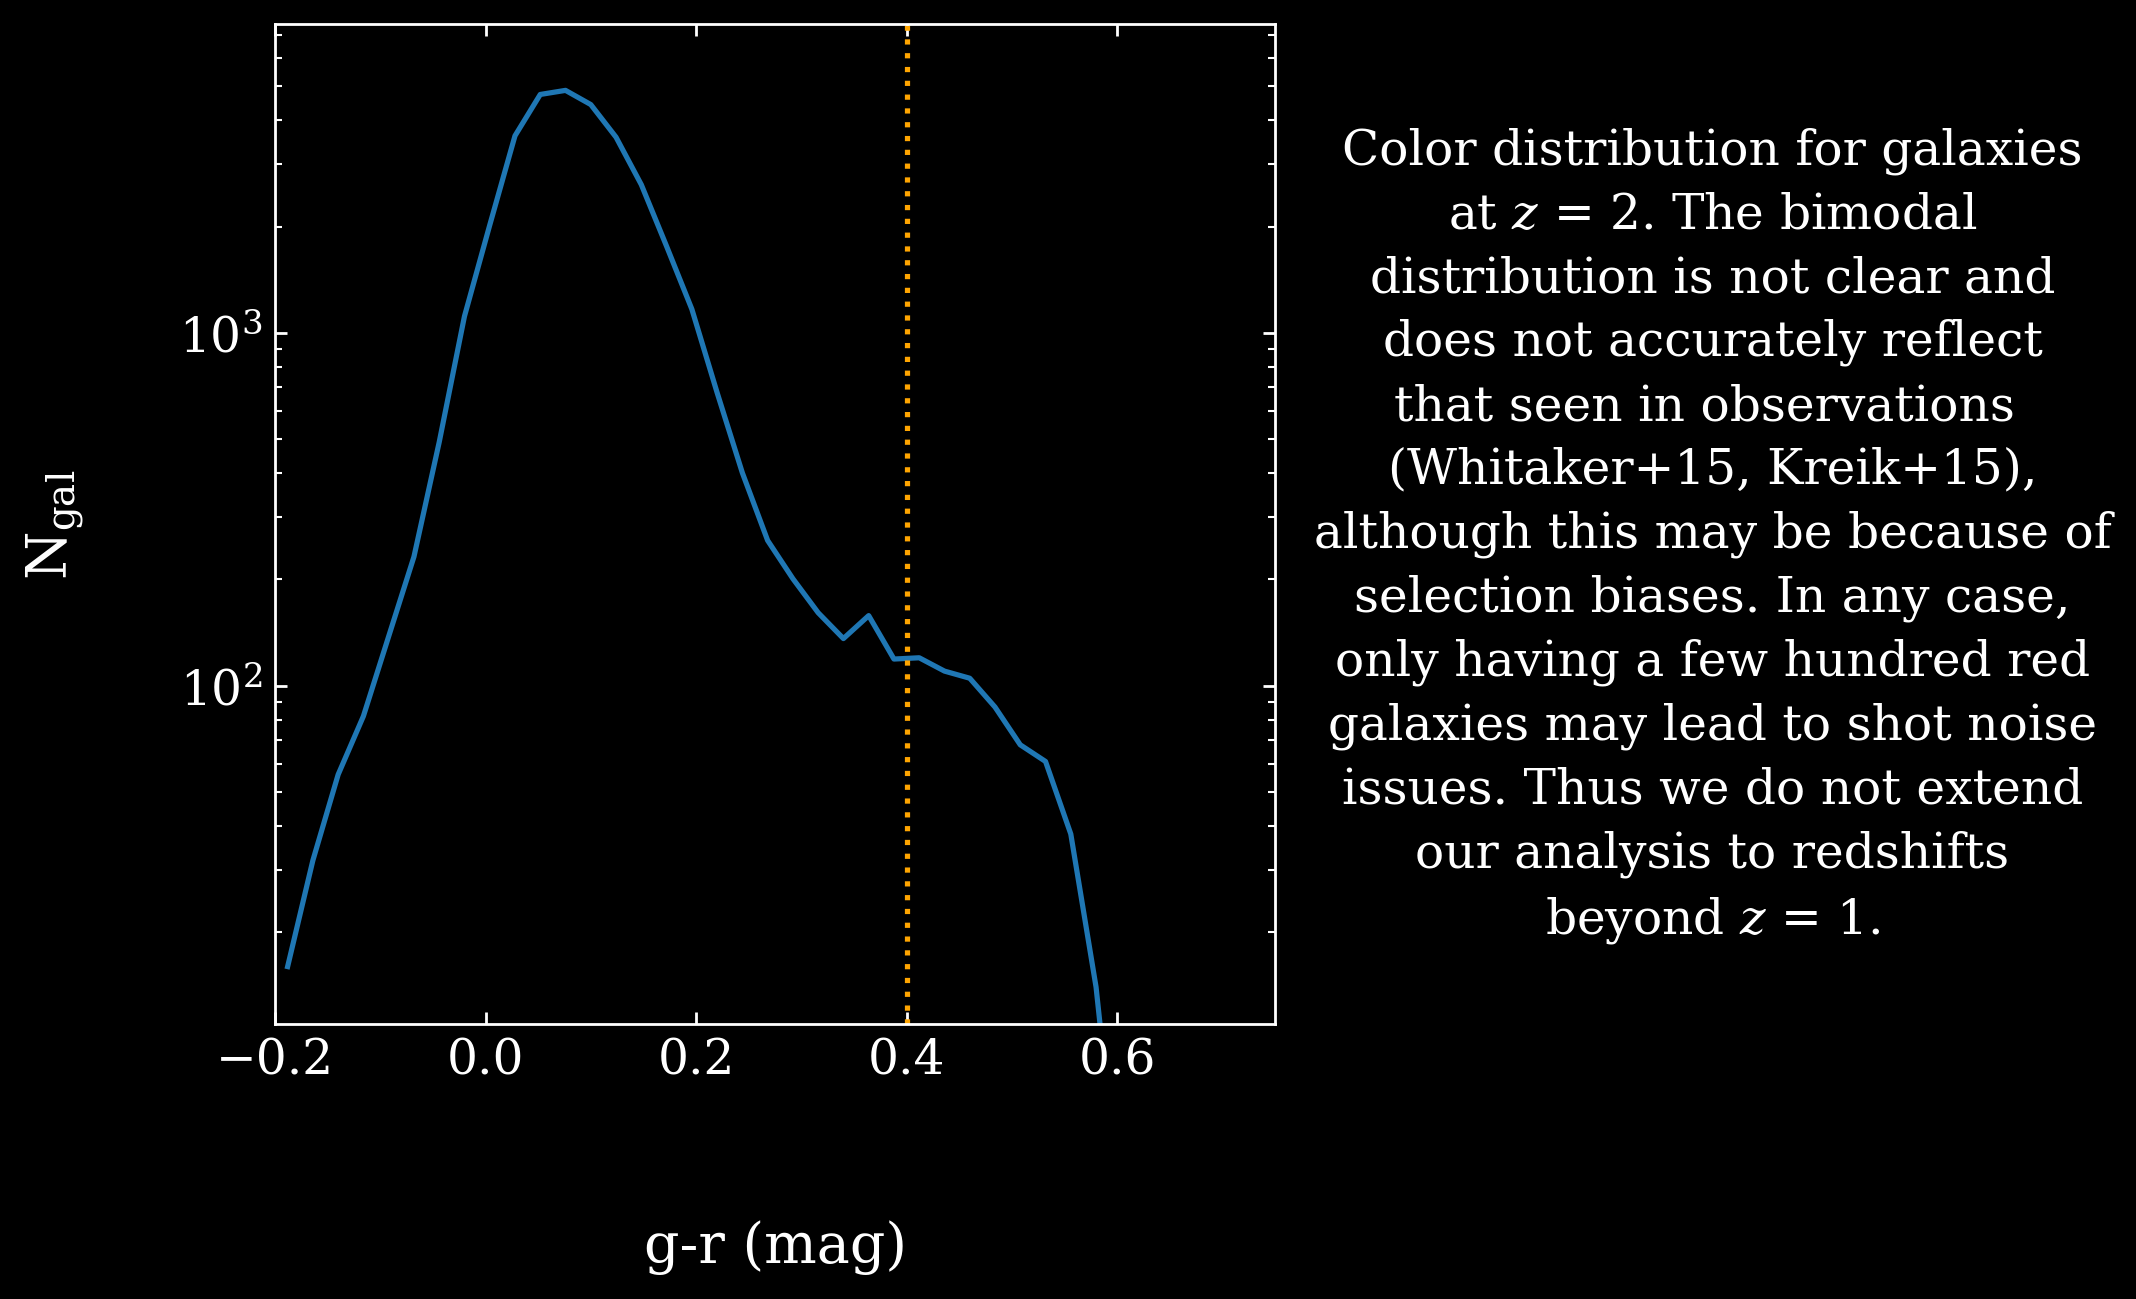 N_gal
10³
10²
−0.2 0.0 0.2 0.4 0.6
g-r (mag)
Color distribution for galaxies
at z = 2. The bimodal
distribution is not clear and
does not accurately reflect
that seen in observations
(Whitaker+15, Kreik+15),
although this may be because of
selection biases. In any case,
only having a few hundred red
galaxies may lead to shot noise
issues. Thus we do not extend
our analysis to redshifts
beyond z = 1.